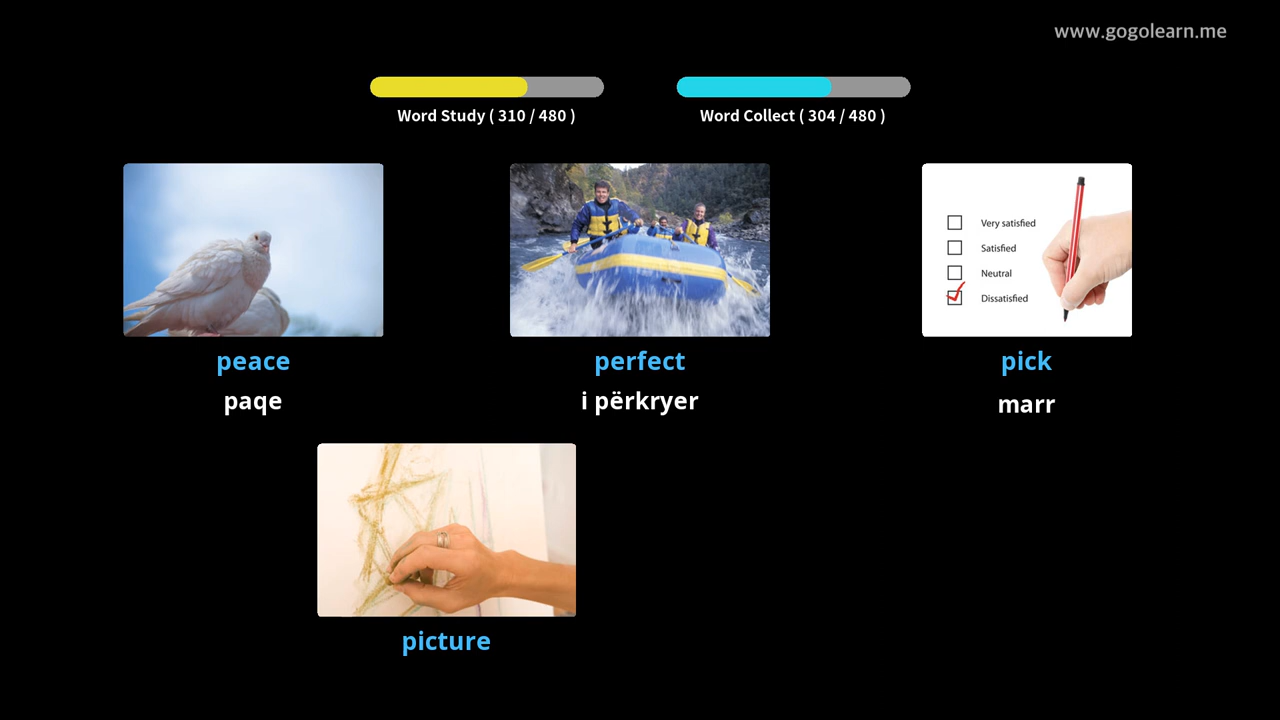 www.gogolearn.me
Word Study ( 310 / 480 )
Word Collect ( 304 / 480 )
Very satisfied
Satisfied
Neutral
Dissatisfied
peace
perfect
pick
paqe
i përkryer
marr
picture